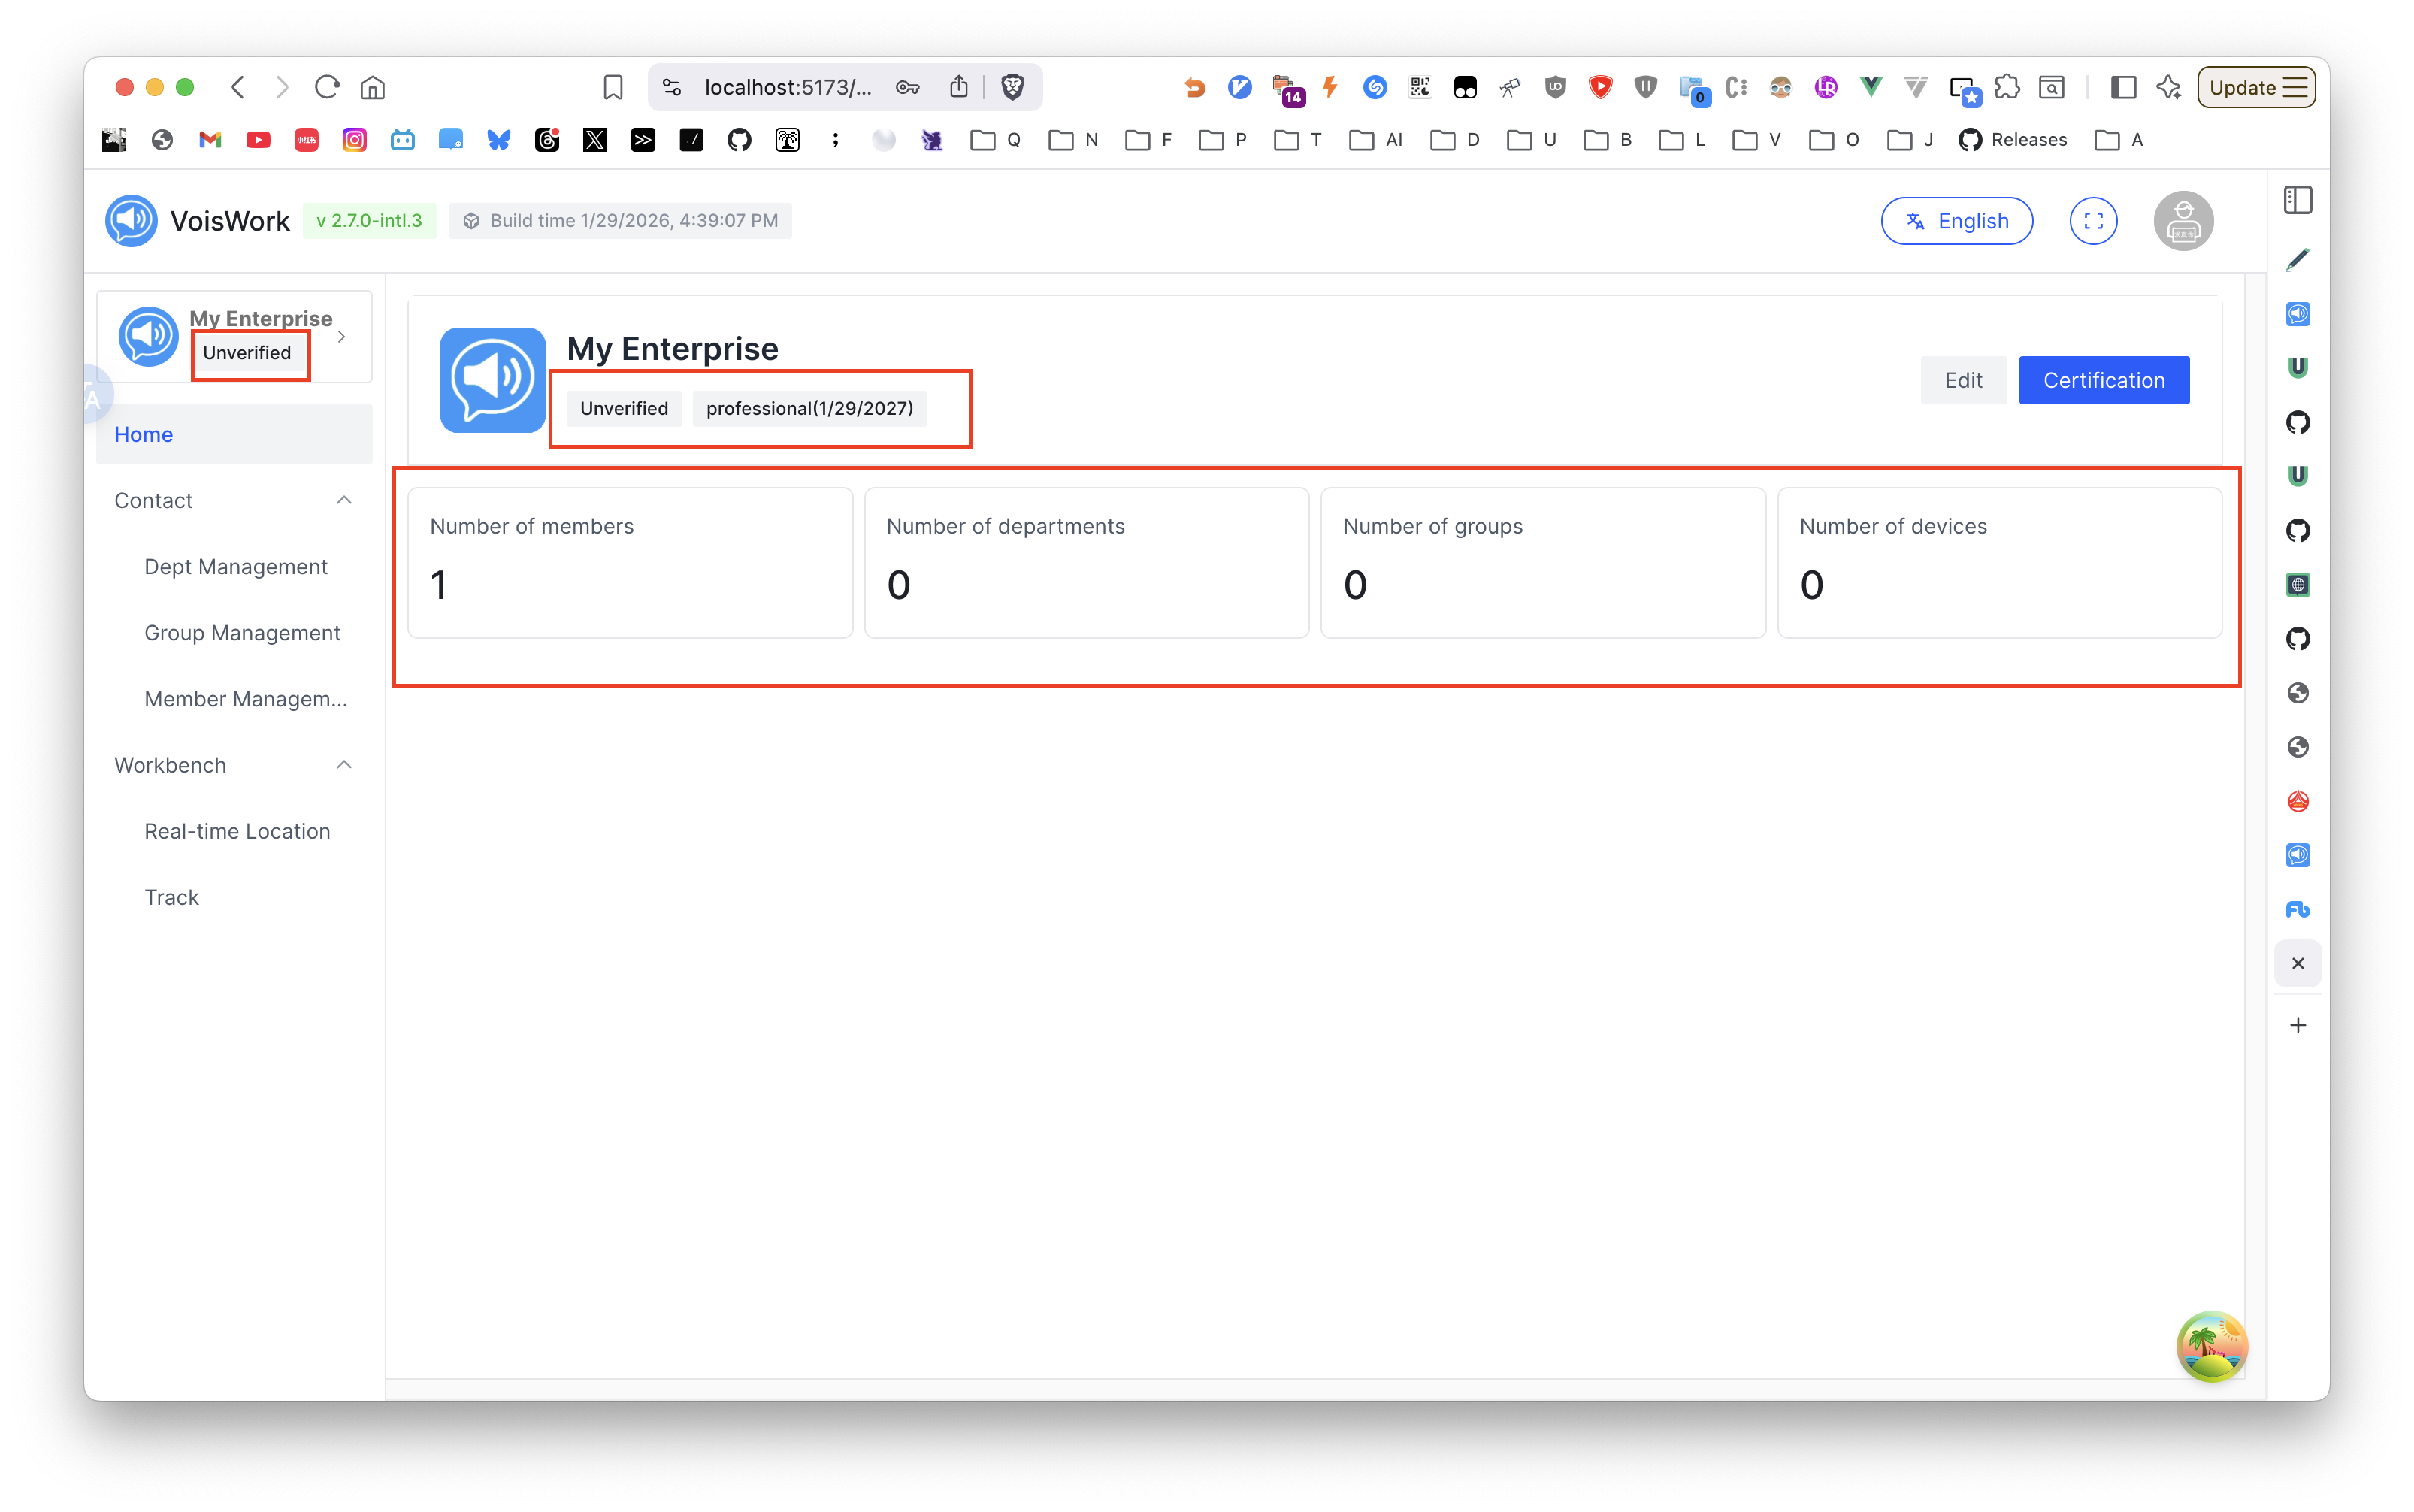 localhost:5173/...
14
0
Update
Q
N
F
P
T
AI
D
U
B
L
V
O
J
Releases
A
VoisWork
v 2.7.0-intl.3
Build time 1/29/2026, 4:39:07 PM
English
My Enterprise
Unverified
Home
Contact
Dept Management
Group Management
Member Managem...
Workbench
Real-time Location
Track
My Enterprise
Unverified
professional(1/29/2027)
Edit
Certification
Number of members
1
Number of departments
0
Number of groups
0
Number of devices
0